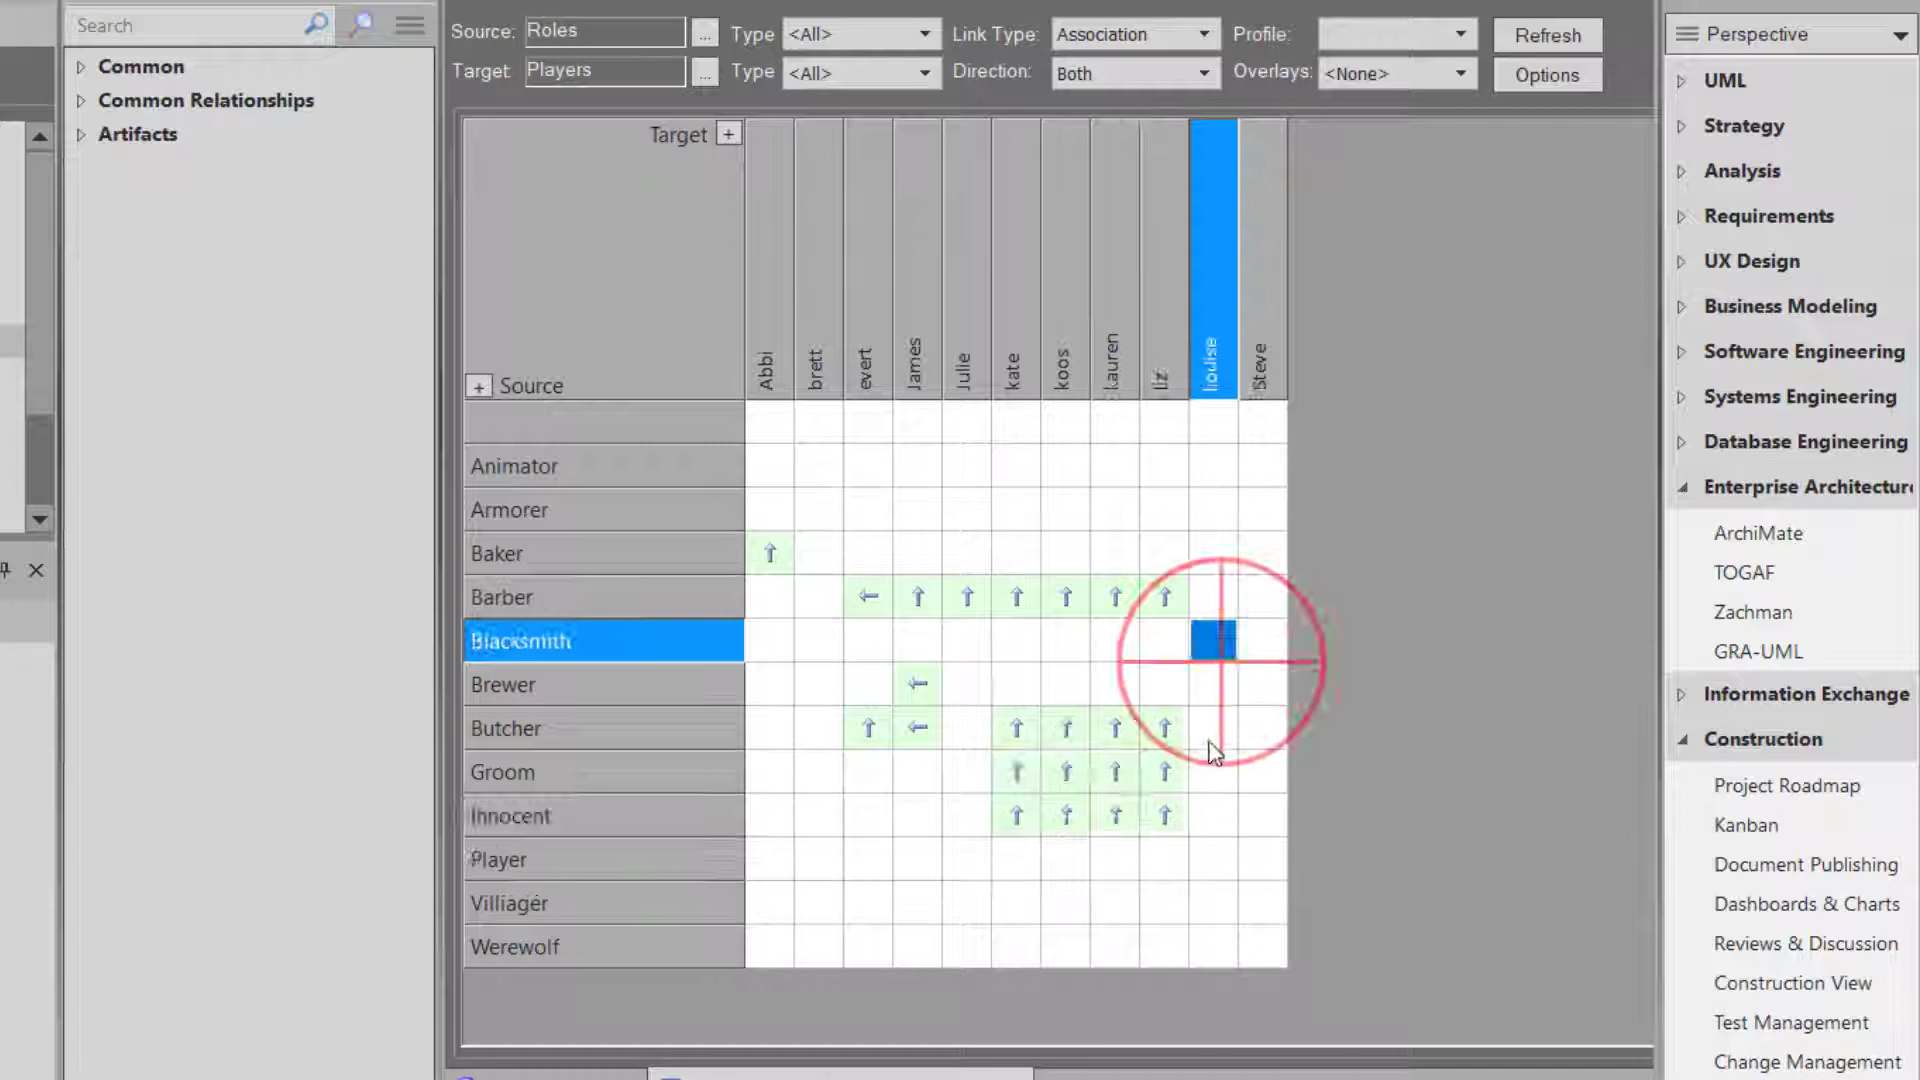 Search
Common
Common Relationships
Artifacts
Source: Roles ... Type <All> Link Type: Association Profile: Refresh
Target: Players ... Type <All> Direction: Both Overlays: <None> Options
Target +
+ Source
Abbi
brett
evert
James
Julie
kate
koos
Lauren
liz
louise
Steve
Animator
Armorer
Baker
Barber
Blacksmith
Brewer
Butcher
Groom
Innocent
Player
Villiager
Werewolf
Perspective
UML
Strategy
Analysis
Requirements
UX Design
Business Modeling
Software Engineering
Systems Engineering
Database Engineering
Enterprise Architecture
ArchiMate
TOGAF
Zachman
GRA-UML
Information Exchange
Construction
Project Roadmap
Kanban
Document Publishing
Dashboards & Charts
Reviews & Discussion
Construction View
Test Management
Change Management